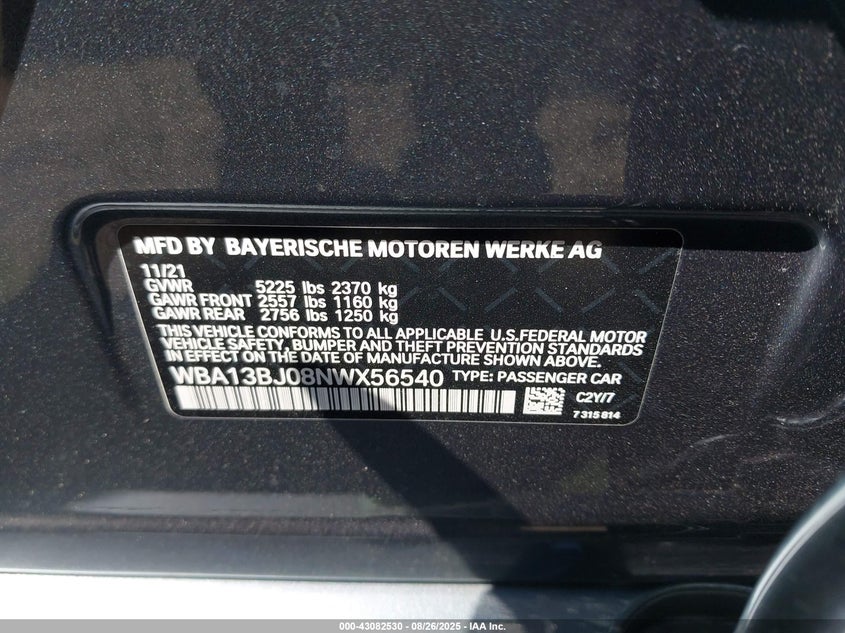 MFD BY BAYERISCHE MOTOREN WERKE AG
11/21
GVWR 5225 lbs 2370 kg
GAWR FRONT 2557 lbs 1160 kg
GAWR REAR 2756 lbs 1250 kg
THIS VEHICLE CONFORMS TO ALL APPLICABLE U.S.FEDERAL MOTOR
VEHICLE SAFETY, BUMPER AND THEFT PREVENTION STANDARDS
IN EFFECT ON THE DATE OF MANUFACTURE SHOWN ABOVE.
WBA13BJ08NWX56540 TYPE: PASSENGER CAR
C2Y/7
7 315 814
000-43082530 - 08/26/2025 - IAA Inc.